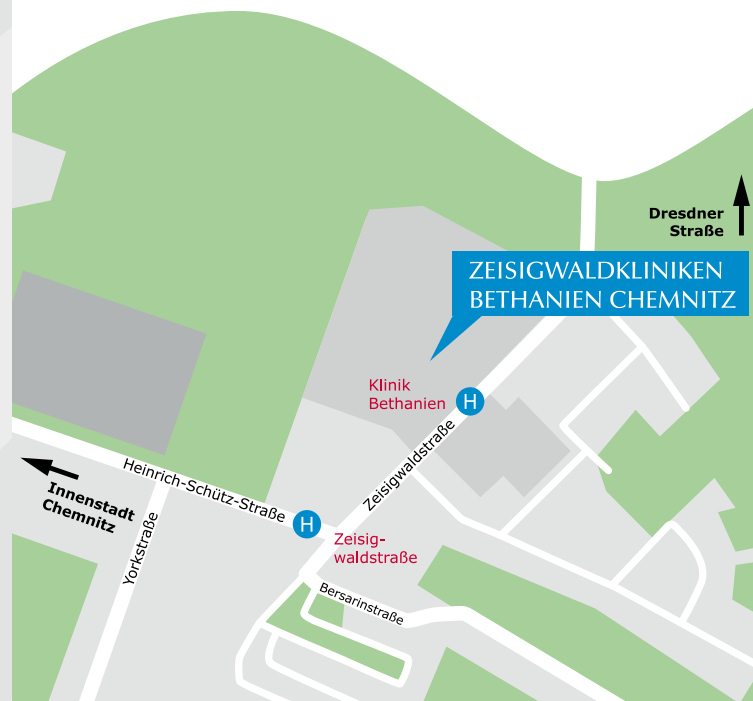 Dresdner
Straße
ZEISIGWALDKLINIKEN
BETHANIEN CHEMNITZ
Klinik
Bethanien
H
Zeisigwaldstraße
Heinrich-Schütz-Straße
H
Innenstadt
Chemnitz
Yorkstraße
Zeisig-
waldstraße
Bersarinstraße